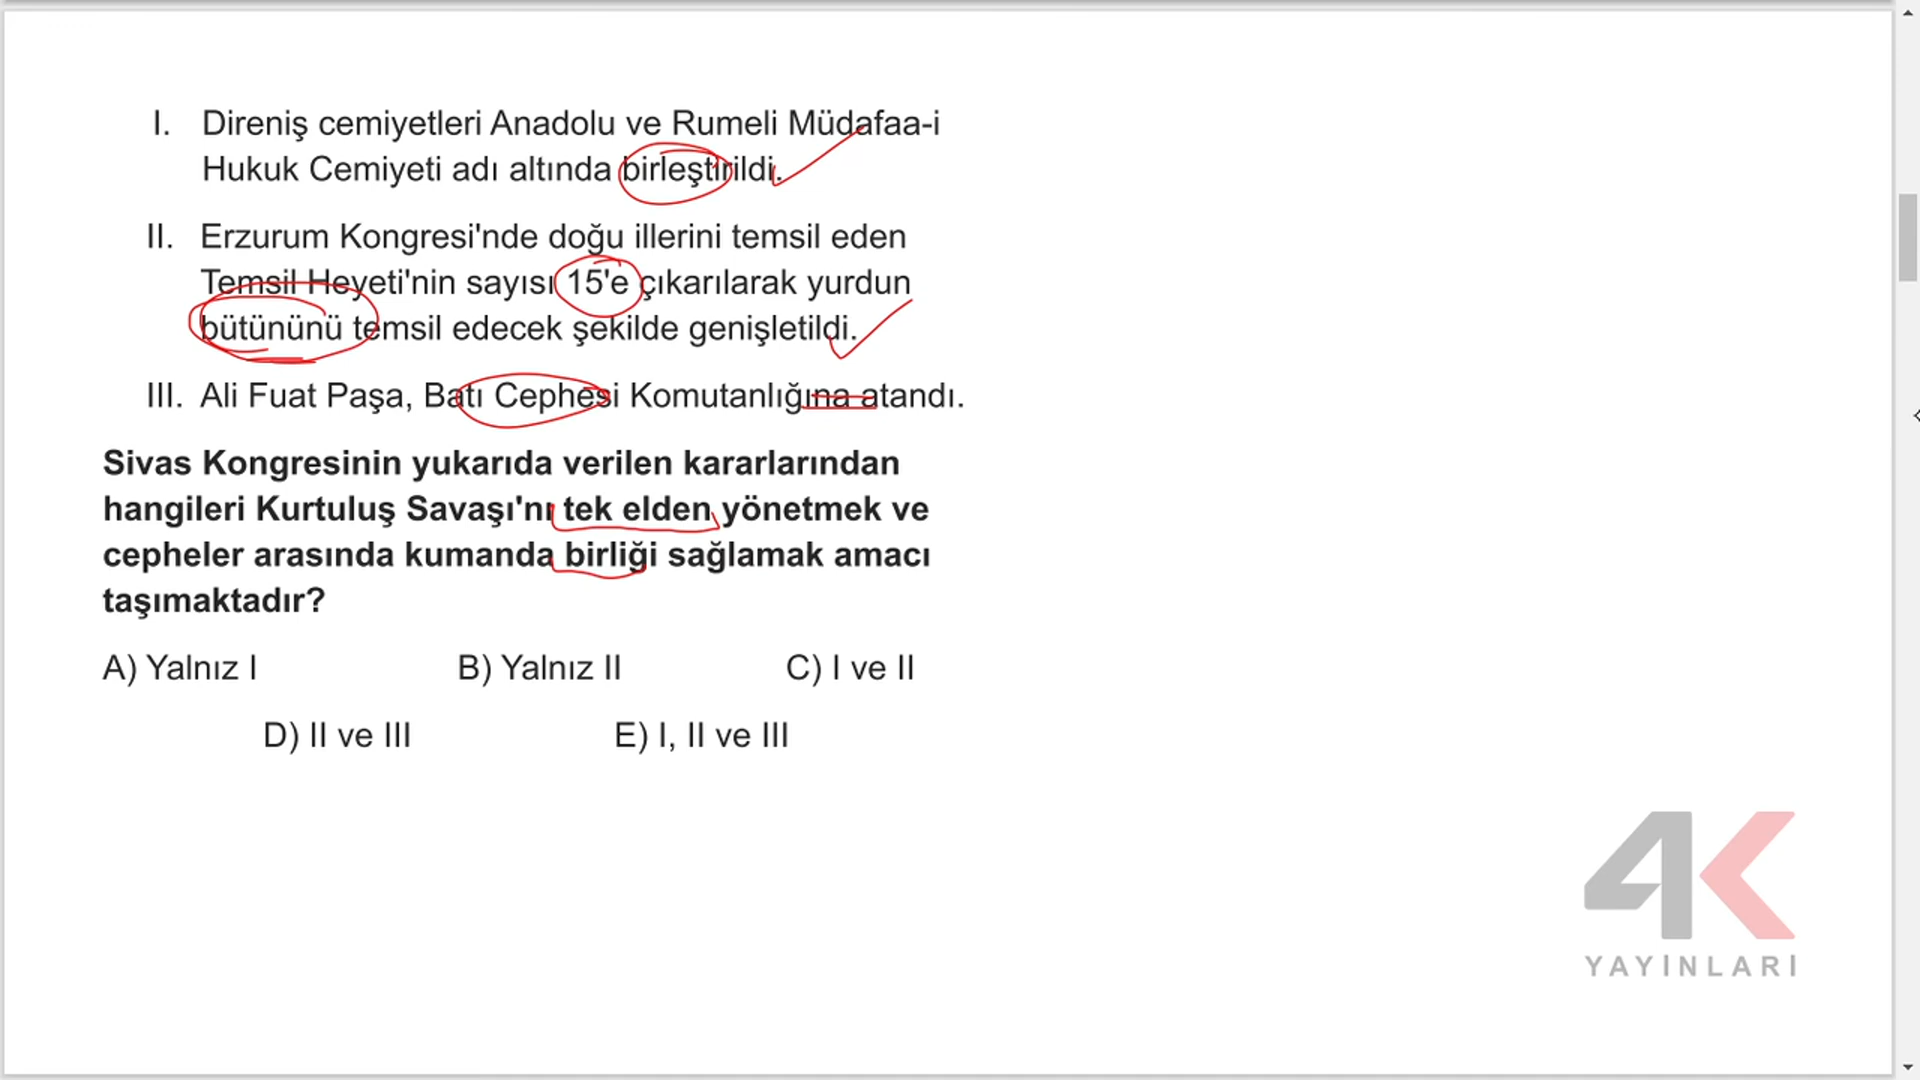 I. Direniş cemiyetleri Anadolu ve Rumeli Müdafaa-i
Hukuk Cemiyeti adı altında birleştirildi.
II. Erzurum Kongresi'nde doğu illerini temsil eden
Temsil Heyeti'nin sayısı 15'e çıkarılarak yurdun
bütününü temsil edecek şekilde genişletildi.
III. Ali Fuat Paşa, Batı Cephesi Komutanlığına atandı.
Sivas Kongresinin yukarıda verilen kararlarından
hangileri Kurtuluş Savaşı'nı tek elden yönetmek ve
cepheler arasında kumanda birliği sağlamak amacı
taşımaktadır?
A) Yalnız I B) Yalnız II C) I ve II
D) II ve III E) I, II ve III
4K
YAYINLARI